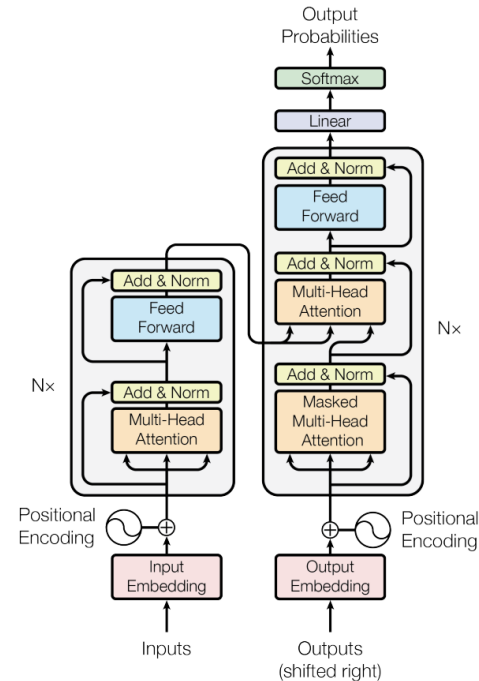 Output
Probabilities
Softmax
Linear
Add & Norm
Feed
Forward
Add & Norm
Multi-Head
Attention
N×
Add & Norm
Masked
Multi-Head
Attention
Add & Norm
Feed
Forward
N×
Add & Norm
Multi-Head
Attention
Positional
Encoding
Positional
Encoding
Input
Embedding
Output
Embedding
Inputs
Outputs
(shifted right)